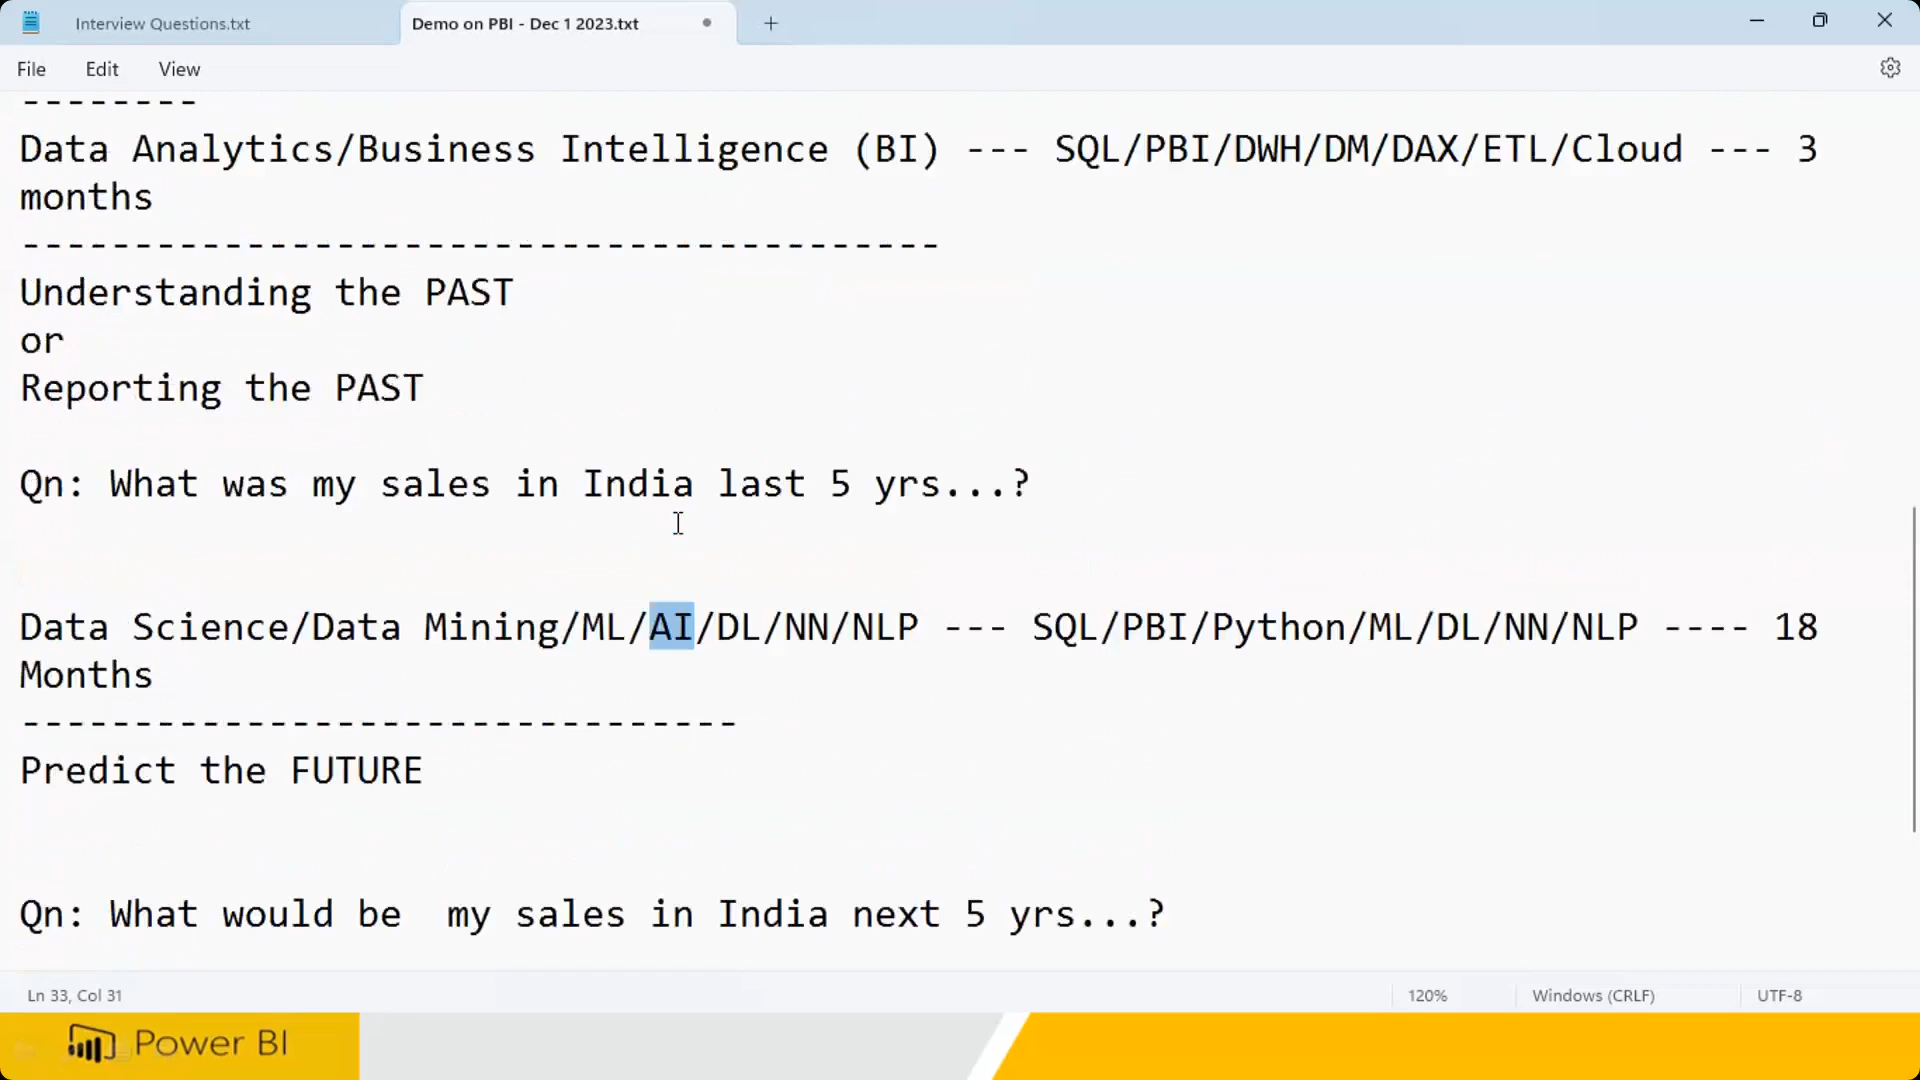 Interview Questions.txt
Demo on PBI - Dec 1 2023.txt
File Edit View
--------
Data Analytics/Business Intelligence (BI) --- SQL/PBI/DWH/DM/DAX/ETL/Cloud --- 3
months
-----------------------------------------
Understanding the PAST
or
Reporting the PAST
Qn: What was my sales in India last 5 yrs...?
Data Science/Data Mining/ML/AI/DL/NN/NLP --- SQL/PBI/Python/ML/DL/NN/NLP ---- 18
Months
--------------------------------
Predict the FUTURE
Qn: What would be  my sales in India next 5 yrs...?
Ln 33, Col 31
120%
Windows (CRLF)
UTF-8
Power BI